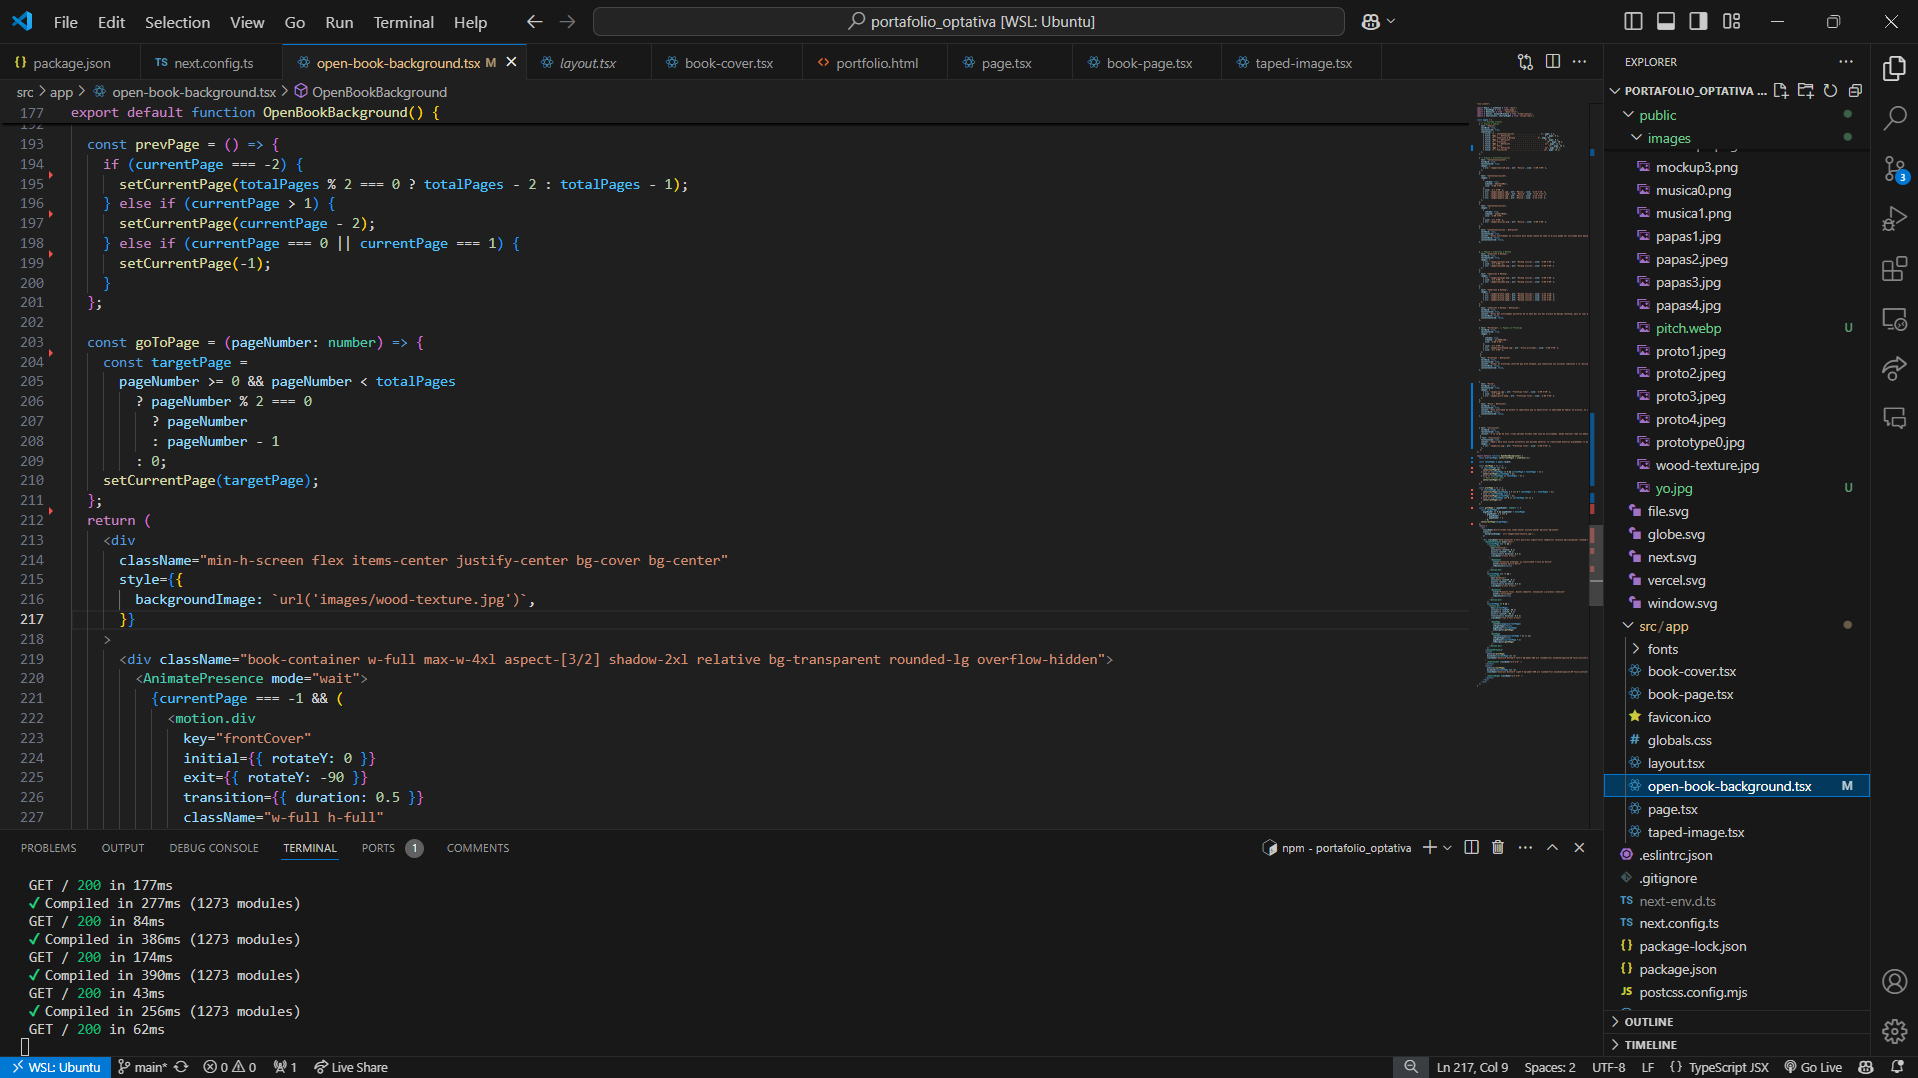 File Edit Selection View Go Run Terminal Help
portafolio_optativa [WSL: Ubuntu]
package.json
next.config.ts
open-book-background.tsx M
layout.tsx
book-cover.tsx
portfolio.html
page.tsx
book-page.tsx
taped-image.tsx
src > app > open-book-background.tsx > OpenBookBackground
177 export default function OpenBookBackground() {
192
193 const prevPage = () => {
194 if (currentPage === -2) {
195 setCurrentPage(totalPages % 2 === 0 ? totalPages - 2 : totalPages - 1);
196 } else if (currentPage > 1) {
197 setCurrentPage(currentPage - 2);
198 } else if (currentPage === 0 || currentPage === 1) {
199 setCurrentPage(-1);
200 }
201 };
202
203 const goToPage = (pageNumber: number) => {
204 const targetPage =
205 pageNumber >= 0 && pageNumber < totalPages
206 ? pageNumber % 2 === 0
207 ? pageNumber
208 : pageNumber - 1
209 : 0;
210 setCurrentPage(targetPage);
211 };
212 return (
213 <div
214 className="min-h-screen flex items-center justify-center bg-cover bg-center"
215 style={{
216 backgroundImage: `url('images/wood-texture.jpg')`,
217 }}
218 >
219 <div className="book-container w-full max-w-4xl aspect-[3/2] shadow-2xl relative bg-transparent rounded-lg overflow-hidden">
220 <AnimatePresence mode="wait">
221 {currentPage === -1 && (
222 <motion.div
223 key="frontCover"
224 initial={{ rotateY: 0 }}
225 exit={{ rotateY: -90 }}
226 transition={{ duration: 0.5 }}
227 className="w-full h-full"
PROBLEMS OUTPUT DEBUG CONSOLE TERMINAL PORTS 1 COMMENTS
npm - portafolio_optativa
GET / 200 in 177ms
✓ Compiled in 277ms (1273 modules)
GET / 200 in 84ms
✓ Compiled in 386ms (1273 modules)
GET / 200 in 174ms
✓ Compiled in 390ms (1273 modules)
GET / 200 in 43ms
✓ Compiled in 256ms (1273 modules)
GET / 200 in 62ms
EXPLORER
PORTAFOLIO_OPTATIVA ...
public
images
mockup3.png
musica0.png
musica1.png
papas1.jpg
papas2.jpeg
papas3.jpg
papas4.jpg
pitch.webp U
proto1.jpeg
proto2.jpeg
proto3.jpeg
proto4.jpeg
prototype0.jpg
wood-texture.jpg
yo.jpg U
file.svg
globe.svg
next.svg
vercel.svg
window.svg
src/app
fonts
book-cover.tsx
book-page.tsx
favicon.ico
globals.css
layout.tsx
open-book-background.tsx M
page.tsx
taped-image.tsx
.eslintrc.json
.gitignore
next-env.d.ts
next.config.ts
package-lock.json
package.json
postcss.config.mjs
OUTLINE
TIMELINE
3
WSL: Ubuntu main* 0 0 1 Live Share
Ln 217, Col 9 Spaces: 2 UTF-8 LF {} TypeScript JSX Go Live